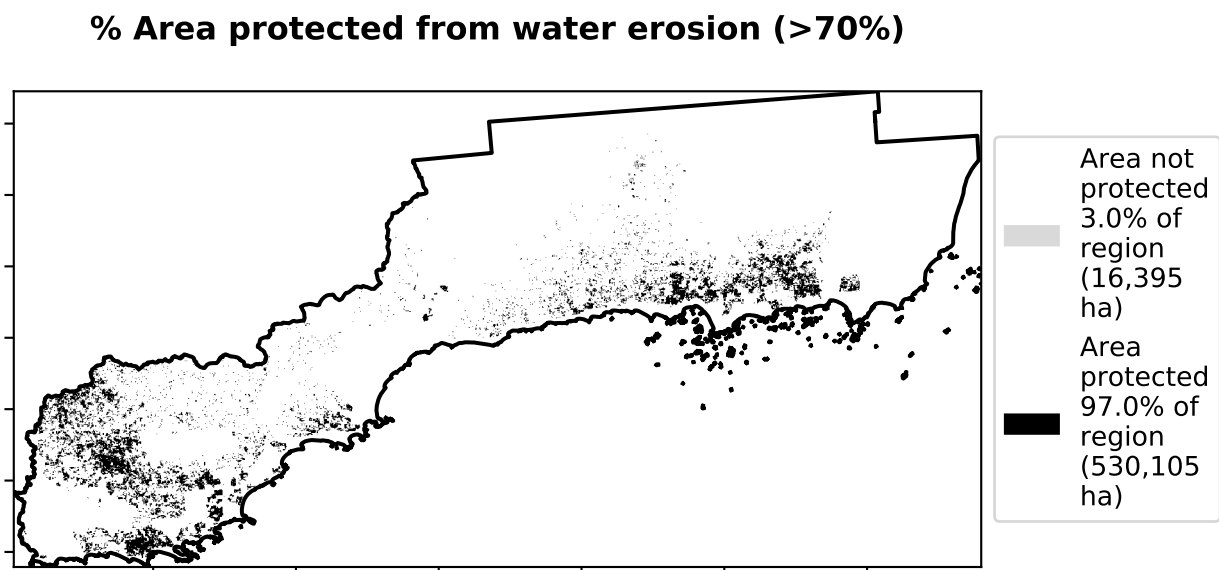 % Area protected from water erosion (>70%)
Area not
protected
3.0% of
region
(16,395
ha)
Area
protected
97.0% of
region
(530,105
ha)